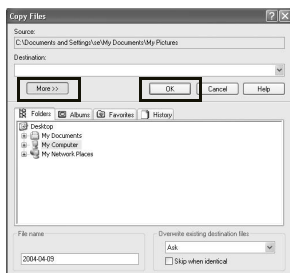 Copy Files
Source:
C:\Documents and Settings\se\My Documents\My Pictures
Destination:
More >> OK Cancel Help
Folders Albums Favorites History
Desktop
My Documents
My Computer
My Network Places
File name Overwrite existing destination files
Ask
2004-04-09 Skip when identical